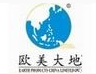 欧美大地
EARTH PRODUCTS CHINA LIMITED